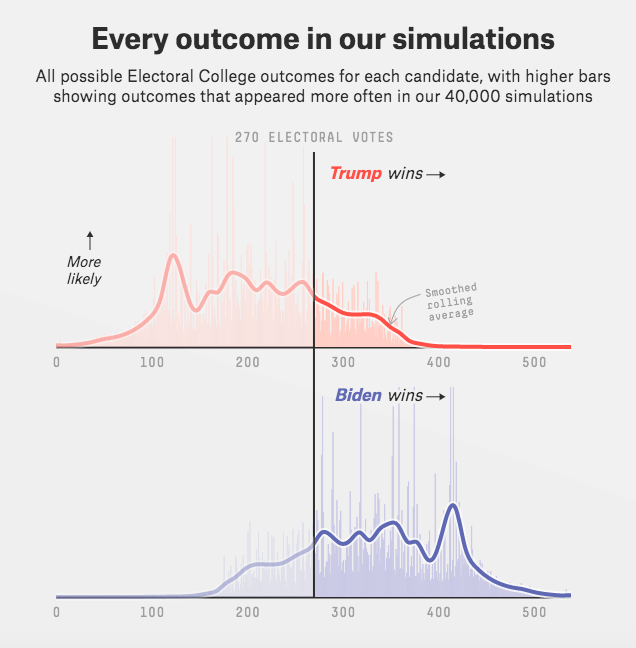 Every outcome in our simulations
All possible Electoral College outcomes for each candidate, with higher bars
showing outcomes that appeared more often in our 40,000 simulations
270 ELECTORAL VOTES
Trump wins→
↑
More
likely
Smoothed
rolling
average
0 100 200 300 400 500
Biden wins→
0 100 200 300 400 500